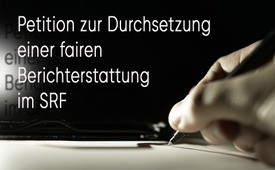 Petition zur Durchsetzung
einer fairen
Berichterstattung
im SRF